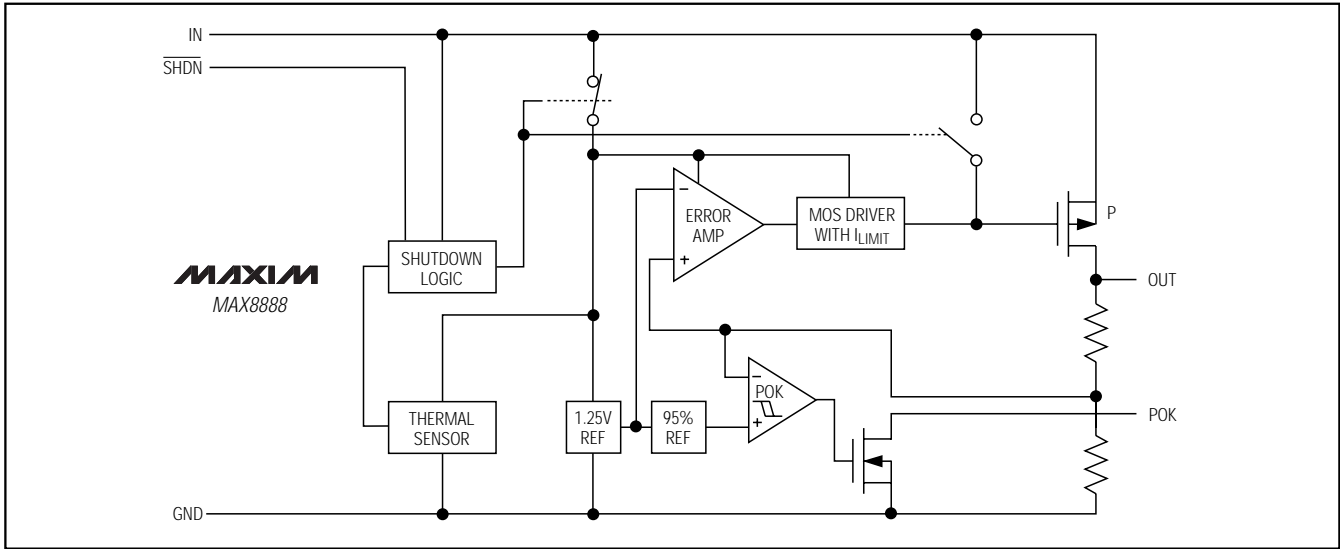 IN
SHDN
ERROR
AMP
−
+
MOS DRIVER
WITH ILIMIT
P
SHUTDOWN
LOGIC
MAXIM
MAX8888
OUT
THERMAL
SENSOR
1.25V
REF
95%
REF
−
POK
+
POK
GND